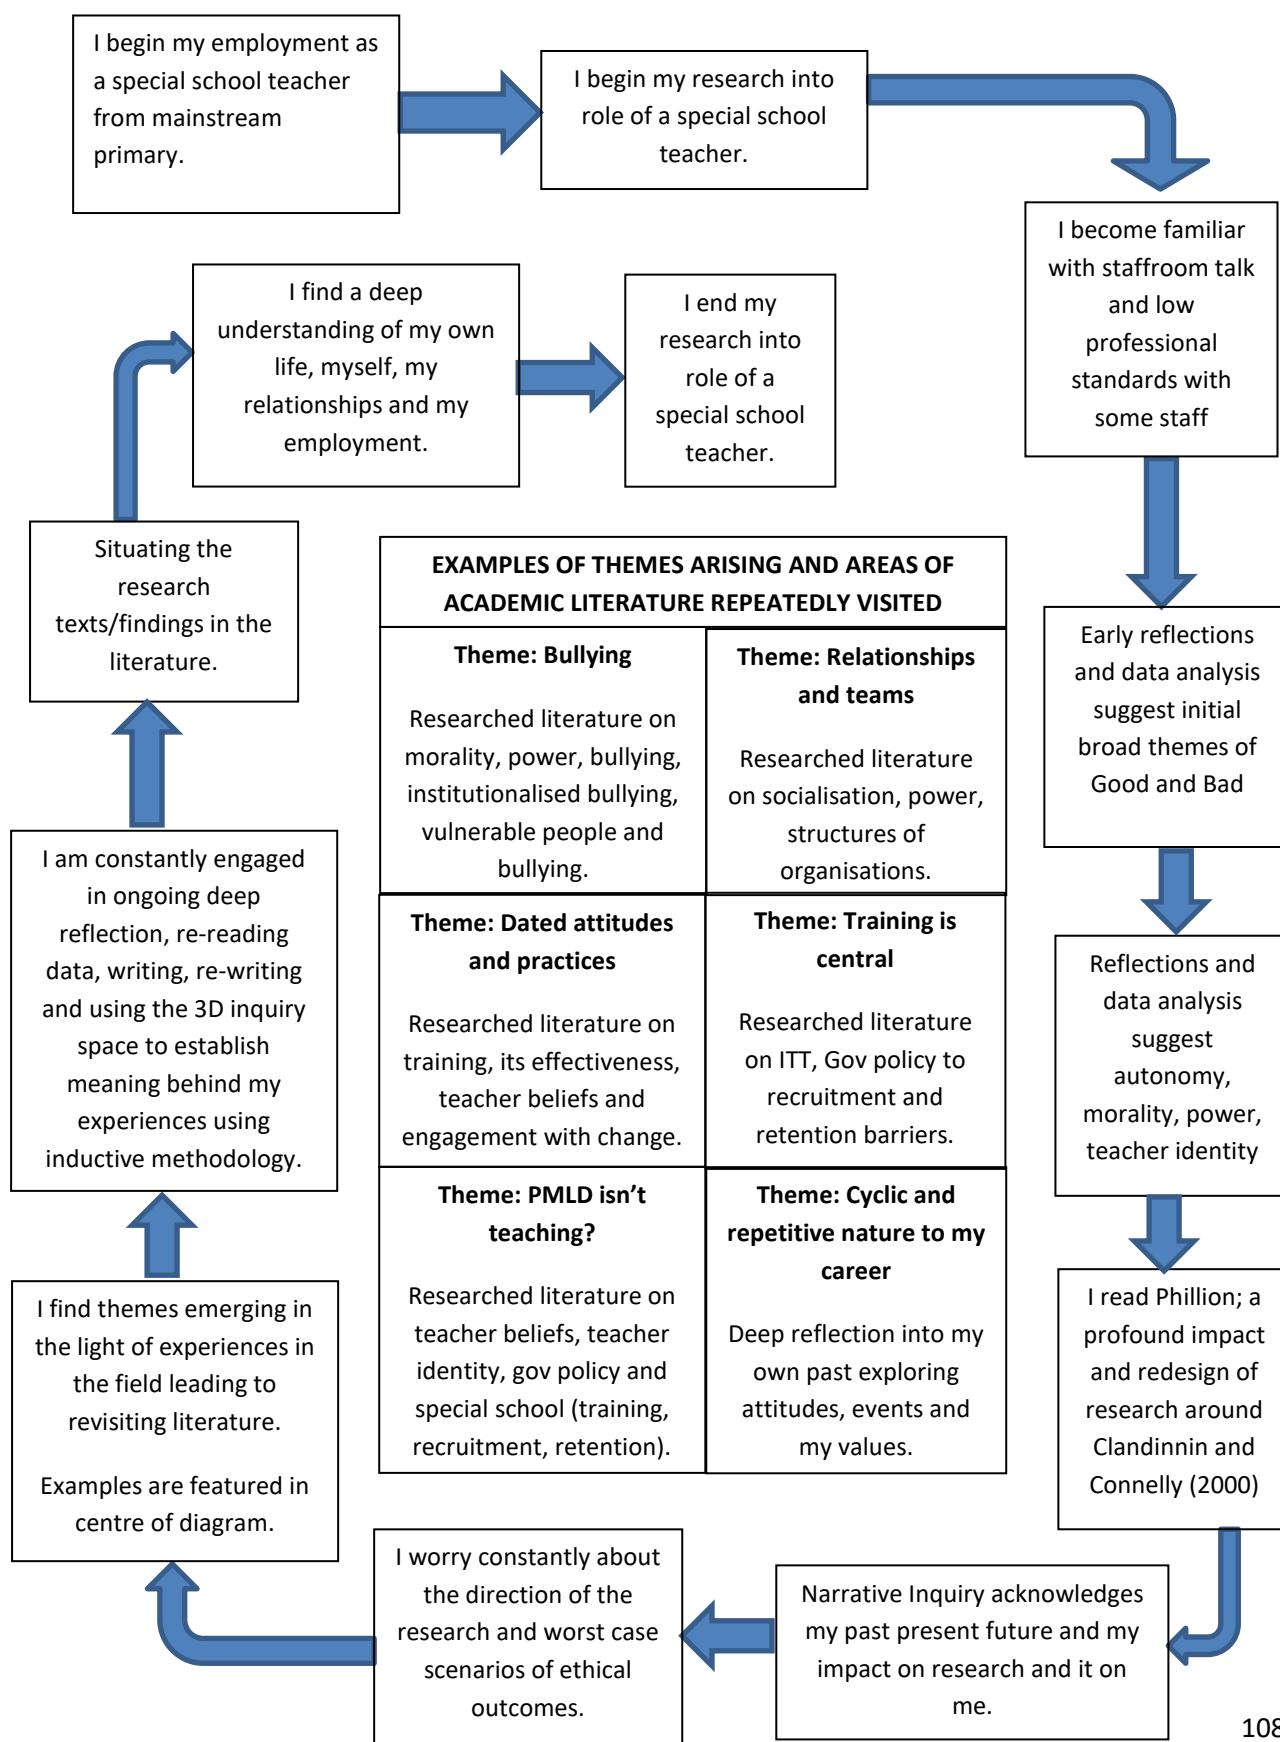 I begin my employment as
a special school teacher
from mainstream
primary.
I begin my research into
role of a special school
teacher.
I become familiar
with staffroom talk
and low
professional
standards with
some staff
Early reflections
and data analysis
suggest initial
broad themes of
Good and Bad
Reflections and
data analysis
suggest
autonomy,
morality, power,
teacher identity
I read Phillion; a
profound impact
and redesign of
research around
Clandinnin and
Connelly (2000)
Narrative Inquiry acknowledges
my past present future and my
impact on research and it on
me.
I worry constantly about
the direction of the
research and worst case
scenarios of ethical
outcomes.
I find themes emerging in
the light of experiences in
the field leading to
revisiting literature.
Examples are featured in
centre of diagram.
I am constantly engaged
in ongoing deep
reflection, re-reading
data, writing, re-writing
and using the 3D inquiry
space to establish
meaning behind my
experiences using
inductive methodology.
Situating the
research
texts/findings in the
literature.
I find a deep
understanding of my own
life, myself, my
relationships and my
employment.
I end my
research into
role of a
special school
teacher.
EXAMPLES OF THEMES ARISING AND AREAS OF
ACADEMIC LITERATURE REPEATEDLY VISITED
Theme: Bullying
Researched literature on
morality, power, bullying,
institutionalised bullying,
vulnerable people and
bullying.
Theme: Relationships
and teams
Researched literature
on socialisation, power,
structures of
organisations.
Theme: Dated attitudes
and practices
Researched literature on
training, its effectiveness,
teacher beliefs and
engagement with change.
Theme: Training is
central
Researched literature
on ITT, Gov policy to
recruitment and
retention barriers.
Theme: PMLD isn’t
teaching?
Researched literature on
teacher beliefs, teacher
identity, gov policy and
special school (training,
recruitment, retention).
Theme: Cyclic and
repetitive nature to my
career
Deep reflection into my
own past exploring
attitudes, events and
my values.
108